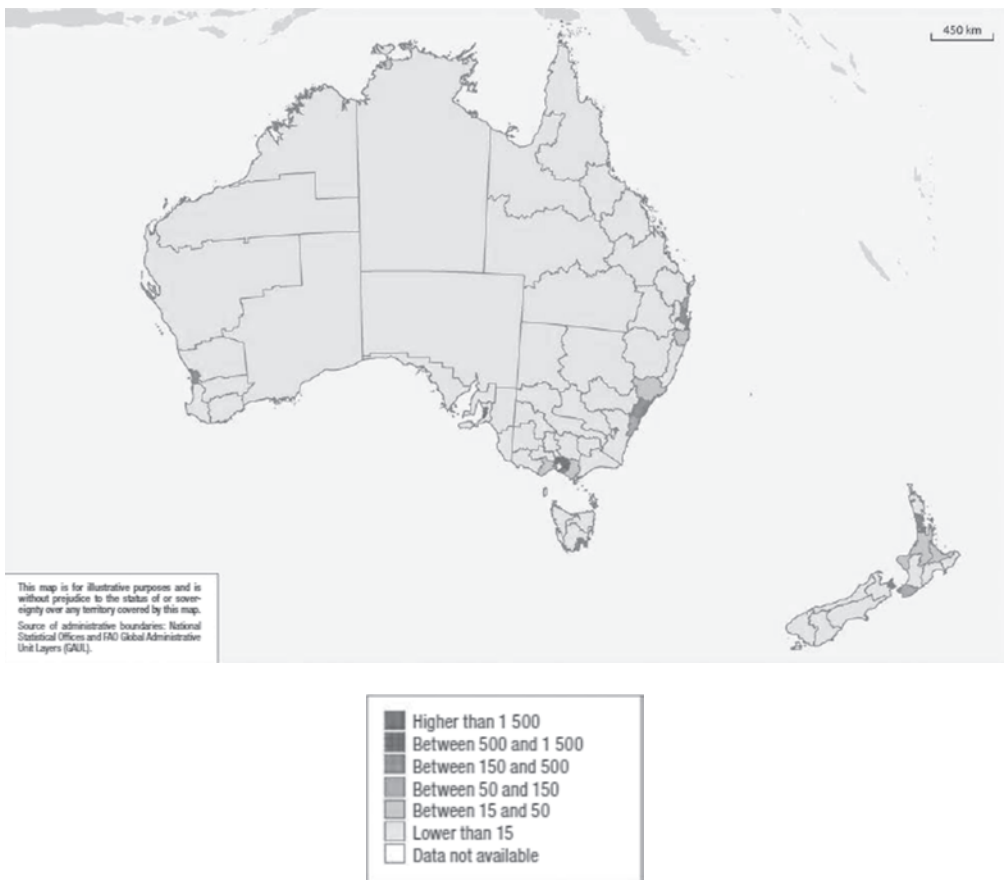 450 km
This map is for illustrative purposes and is
without prejudice to the status of or sover-
eignty over any territory covered by this map.
Source of administrative boundaries: National
Statistical Offices and FAO Global Administrative
Unit Layers (GAUL).
Higher than 1 500
Between 500 and 1 500
Between 150 and 500
Between 50 and 150
Between 15 and 50
Lower than 15
Data not available